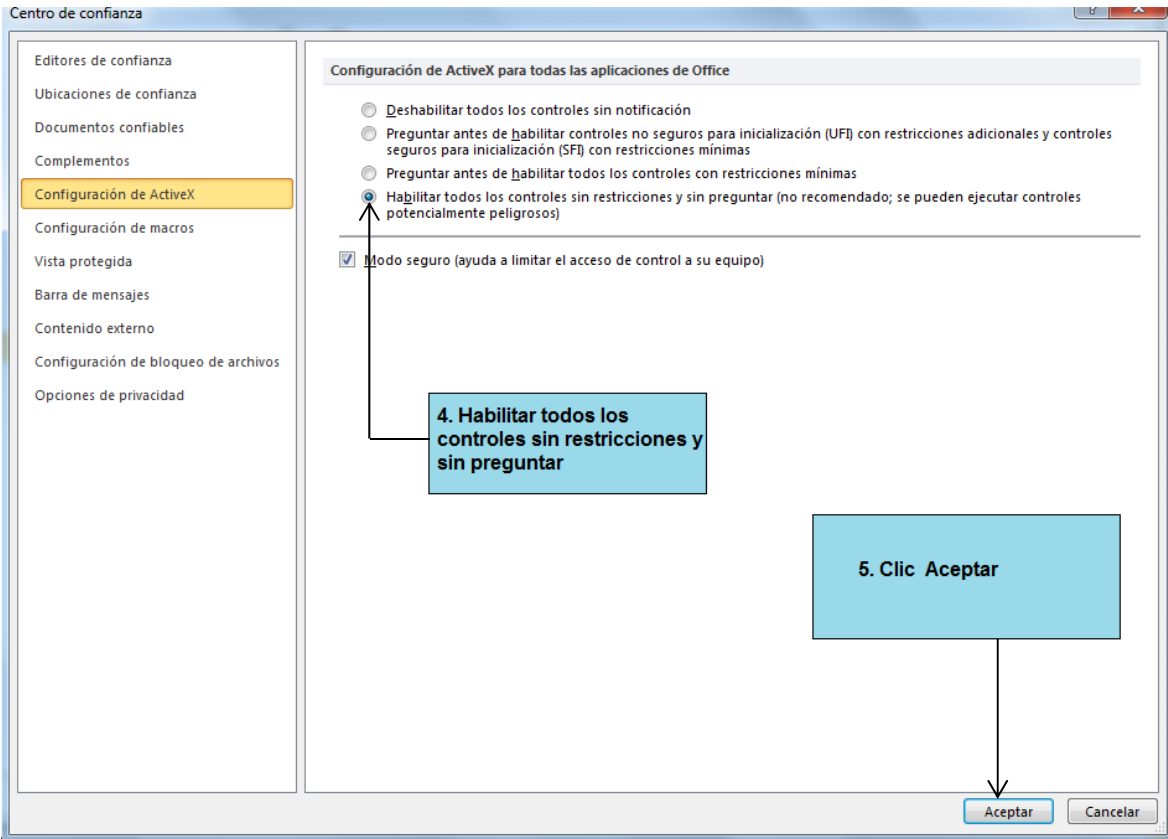 Centro de confianza
Editores de confianza
Ubicaciones de confianza
Documentos confiables
Complementos
Configuración de ActiveX
Configuración de macros
Vista protegida
Barra de mensajes
Contenido externo
Configuración de bloqueo de archivos
Opciones de privacidad
Configuración de ActiveX para todas las aplicaciones de Office
Deshabilitar todos los controles sin notificación
Preguntar antes de habilitar controles no seguros para inicialización (UFI) con restricciones adicionales y controles
seguros para inicialización (SFI) con restricciones mínimas
Preguntar antes de habilitar todos los controles con restricciones mínimas
Habilitar todos los controles sin restricciones y sin preguntar (no recomendado; se pueden ejecutar controles
potencialmente peligrosos)
Modo seguro (ayuda a limitar el acceso de control a su equipo)
4. Habilitar todos los
controles sin restricciones y
sin preguntar
5. Clic Aceptar
Aceptar
Cancelar